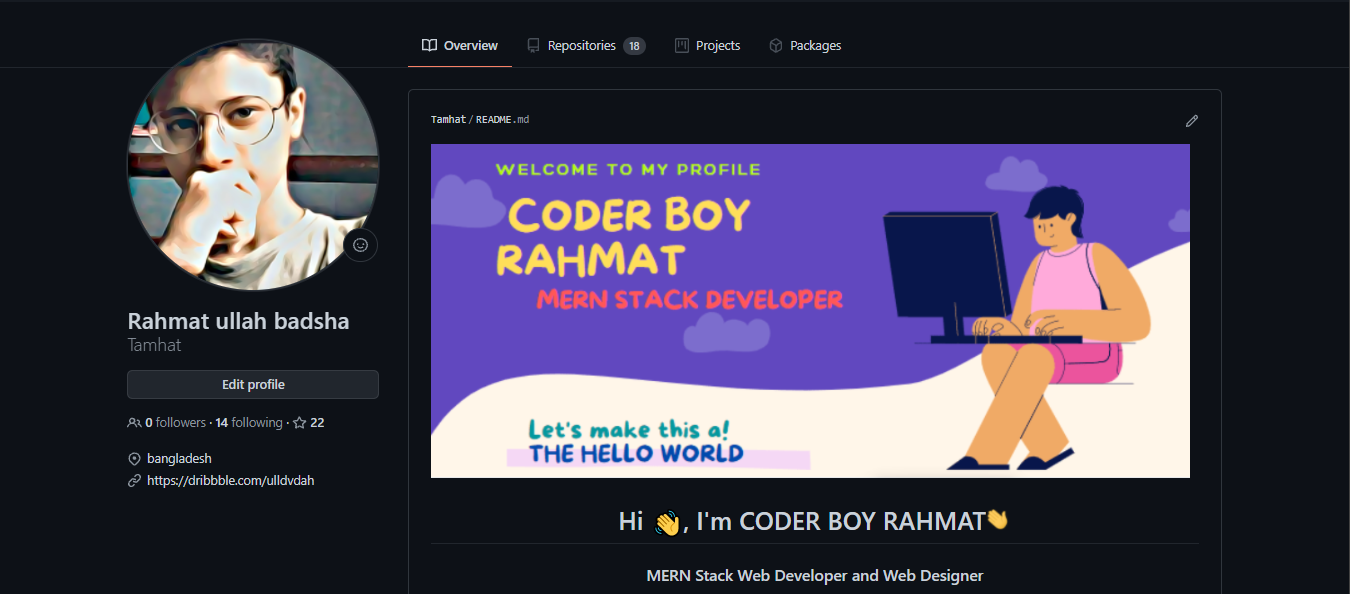 Overview Repositories 18 Projects Packages
Tamhat/README.md
WELCOME TO MY PROFILE
CODER BOY
RAHMAT
MERN STACK DEVELOPER
Let's make this a!
THE HELLO WORLD
Rahmat ullah badsha
Tamhat
Edit profile
0 followers · 14 following · 22
bangladesh
https://dribbble.com/ulldvdah
Hi 👋, I'm CODER BOY RAHMAT👋
MERN Stack Web Developer and Web Designer